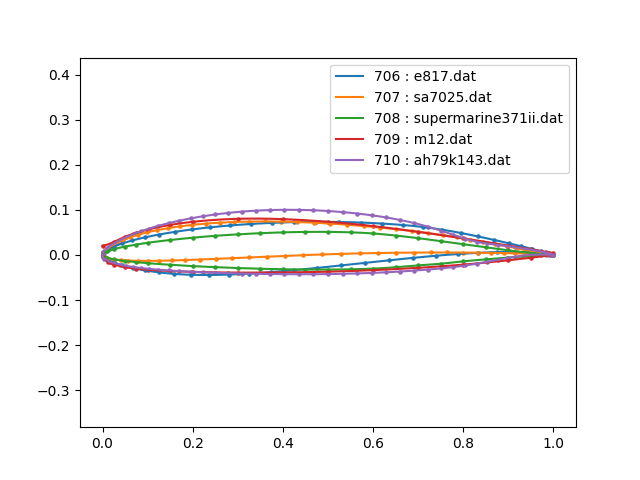 706 : e817.dat
707 : sa7025.dat
708 : supermarine371ii.dat
709 : m12.dat
710 : ah79k143.dat
0.4
0.3
0.2
0.1
0.0
−0.1
−0.2
−0.3
0.0 0.2 0.4 0.6 0.8 1.0